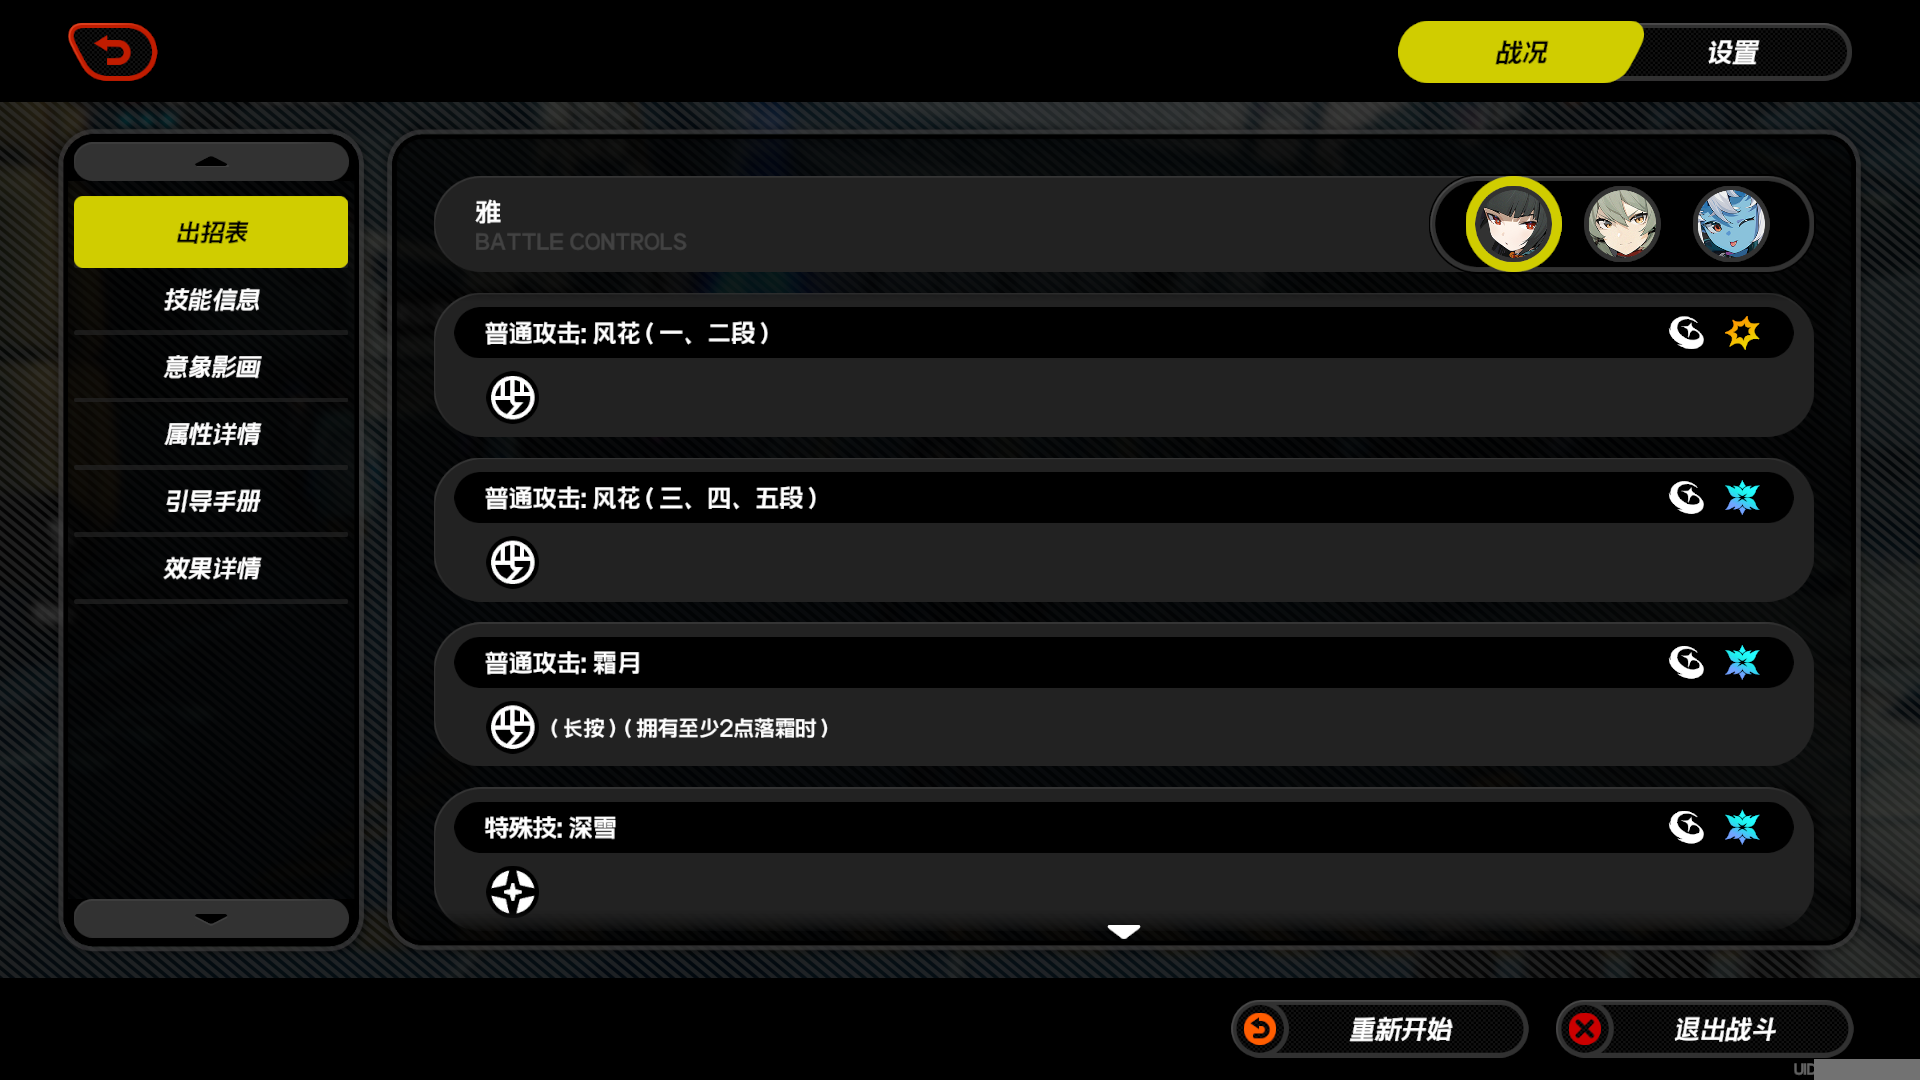 战况
设置
出招表
技能信息
意象影画
属性详情
引导手册
效果详情
雅
BATTLE CONTROLS
普通攻击: 风花(一、二段)
普通攻击: 风花(三、四、五段)
普通攻击: 霜月
(长按)(拥有至少2点落霜时)
特殊技: 深雪
重新开始
退出战斗
UID